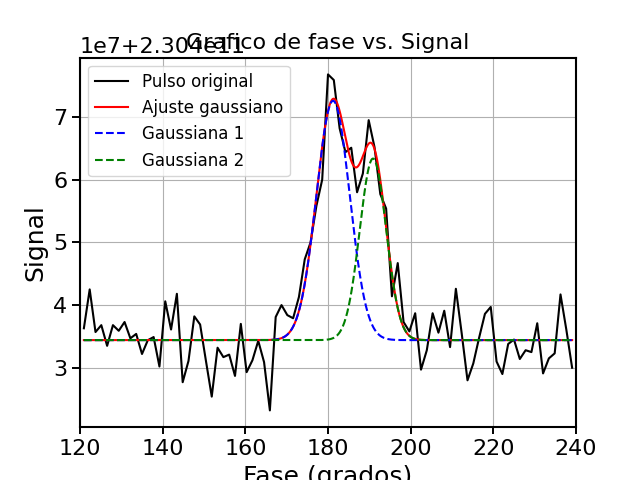 1e7+2.304e11
Grafico de fase vs. Signal
Pulso original
Ajuste gaussiano
Gaussiana 1
Gaussiana 2
Signal
7
6
5
4
3
120 140 160 180 200 220 240
Fase (grados)